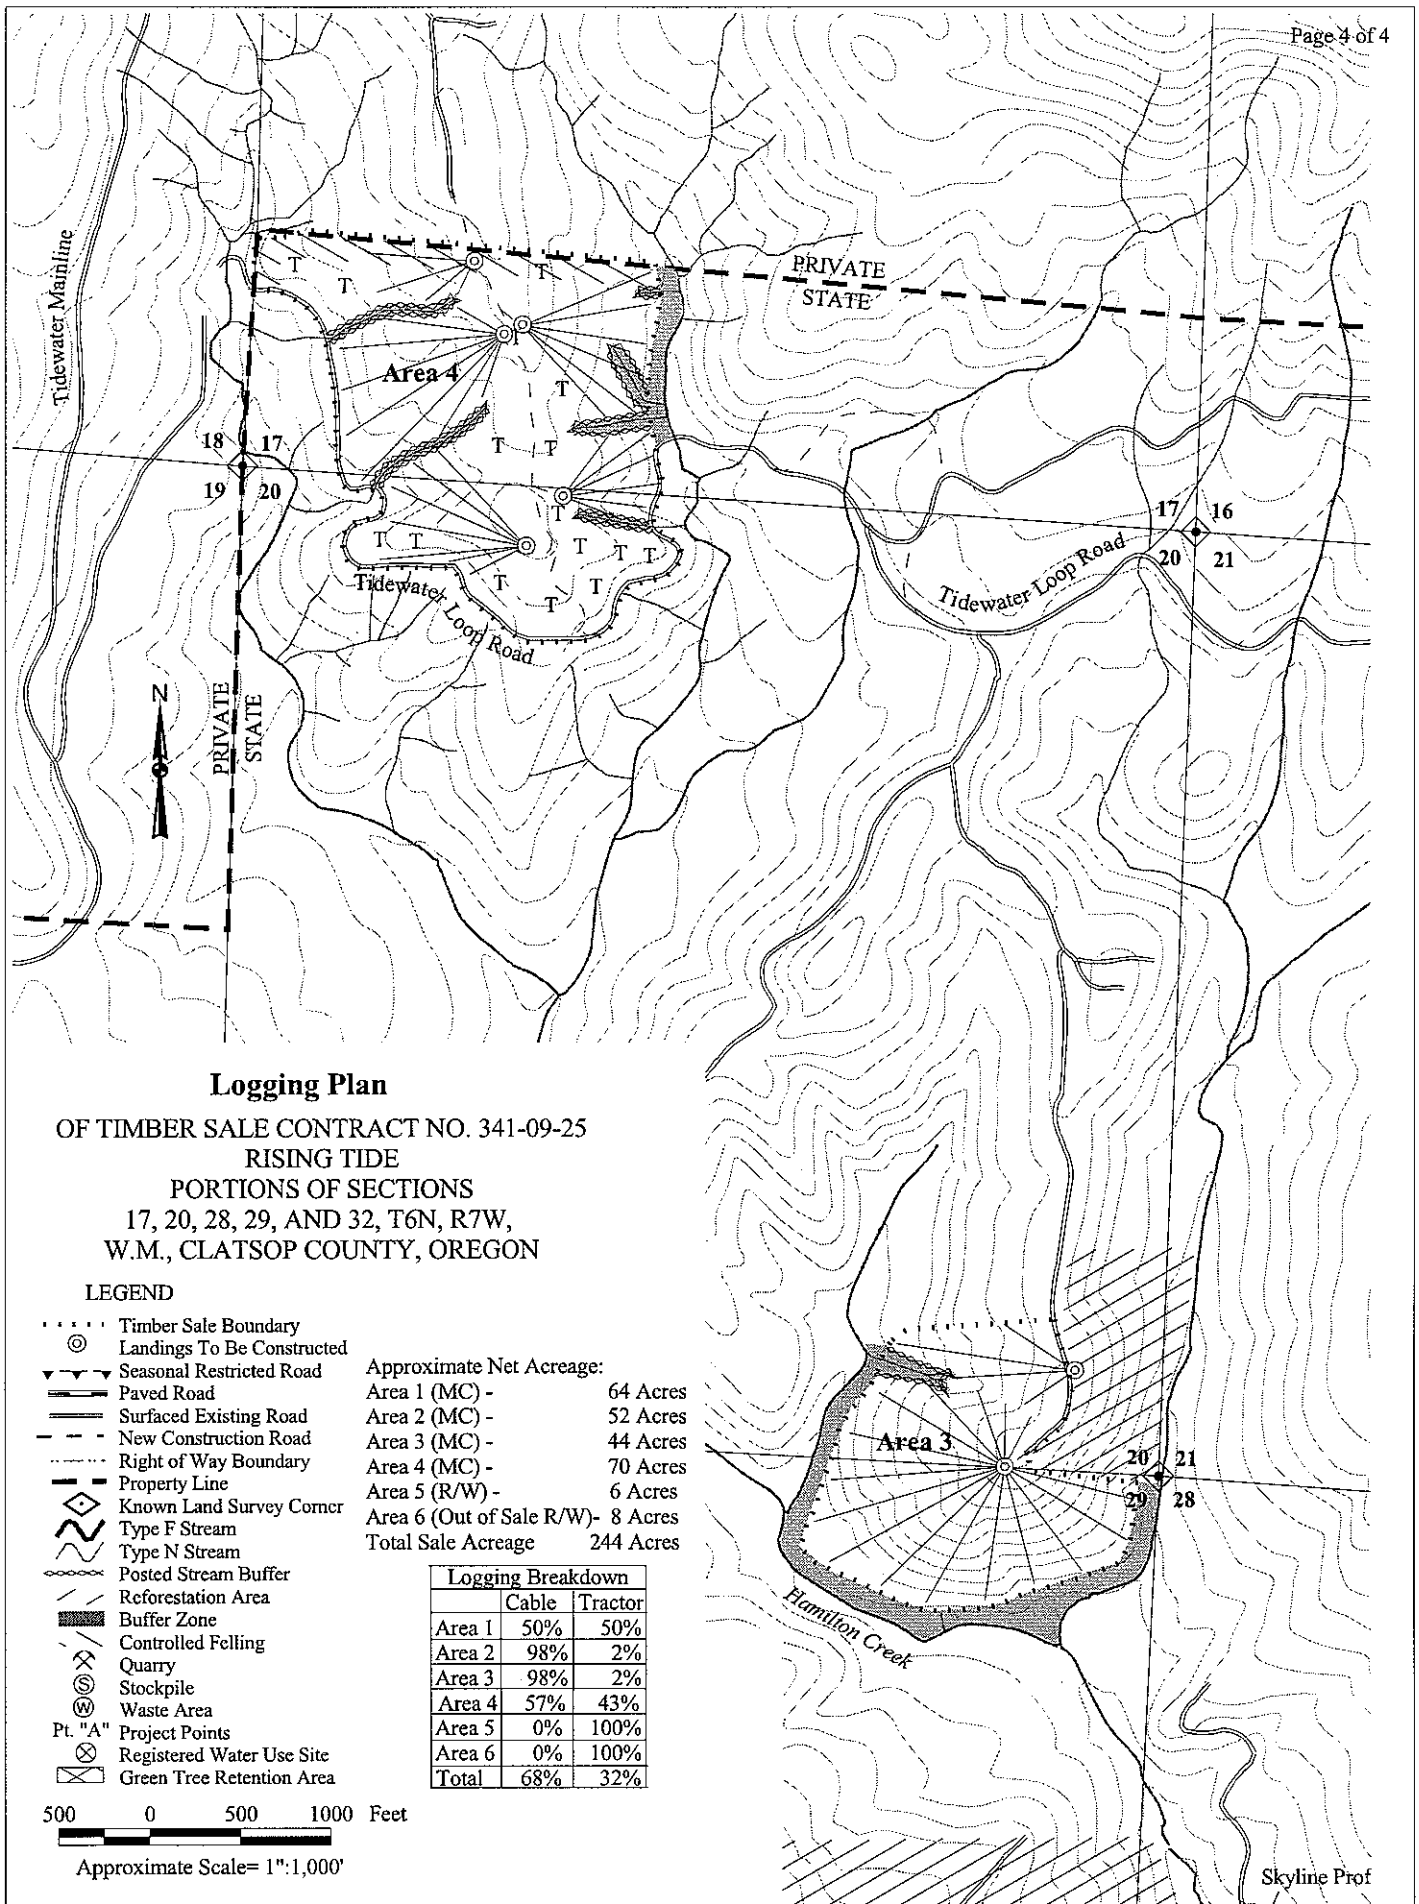 Page 4 of 4
Tidewater Mainline
PRIVATE
STATE
T
T
T
Area 4
T
T
T
T
T
T
T
T
T
T
T
T
18 17
19 20
17 16
20 21
Tidewater Loop Road
Tidewater Loop Road
N
PRIVATE
STATE
Logging Plan
OF TIMBER SALE CONTRACT NO. 341-09-25
RISING TIDE
PORTIONS OF SECTIONS
17, 20, 28, 29, AND 32, T6N, R7W,
W.M., CLATSOP COUNTY, OREGON
LEGEND
Timber Sale Boundary
Landings To Be Constructed
Seasonal Restricted Road
Paved Road
Surfaced Existing Road
New Construction Road
Right of Way Boundary
Property Line
Known Land Survey Corner
Type F Stream
Type N Stream
Posted Stream Buffer
Reforestation Area
Buffer Zone
Controlled Felling
Quarry
S Stockpile
W Waste Area
Pt. "A" Project Points
Registered Water Use Site
Green Tree Retention Area
Approximate Net Acreage:
Area 1 (MC) - 64 Acres
Area 2 (MC) - 52 Acres
Area 3 (MC) - 44 Acres
Area 4 (MC) - 70 Acres
Area 5 (R/W) - 6 Acres
Area 6 (Out of Sale R/W)- 8 Acres
Total Sale Acreage 244 Acres
Logging Breakdown
Cable Tractor
Area 1 50% 50%
Area 2 98% 2%
Area 3 98% 2%
Area 4 57% 43%
Area 5 0% 100%
Area 6 0% 100%
Total 68% 32%
500 0 500 1000 Feet
Approximate Scale= 1":1,000'
Area 3
20 21
29 28
Hamilton Creek
Skyline Prof